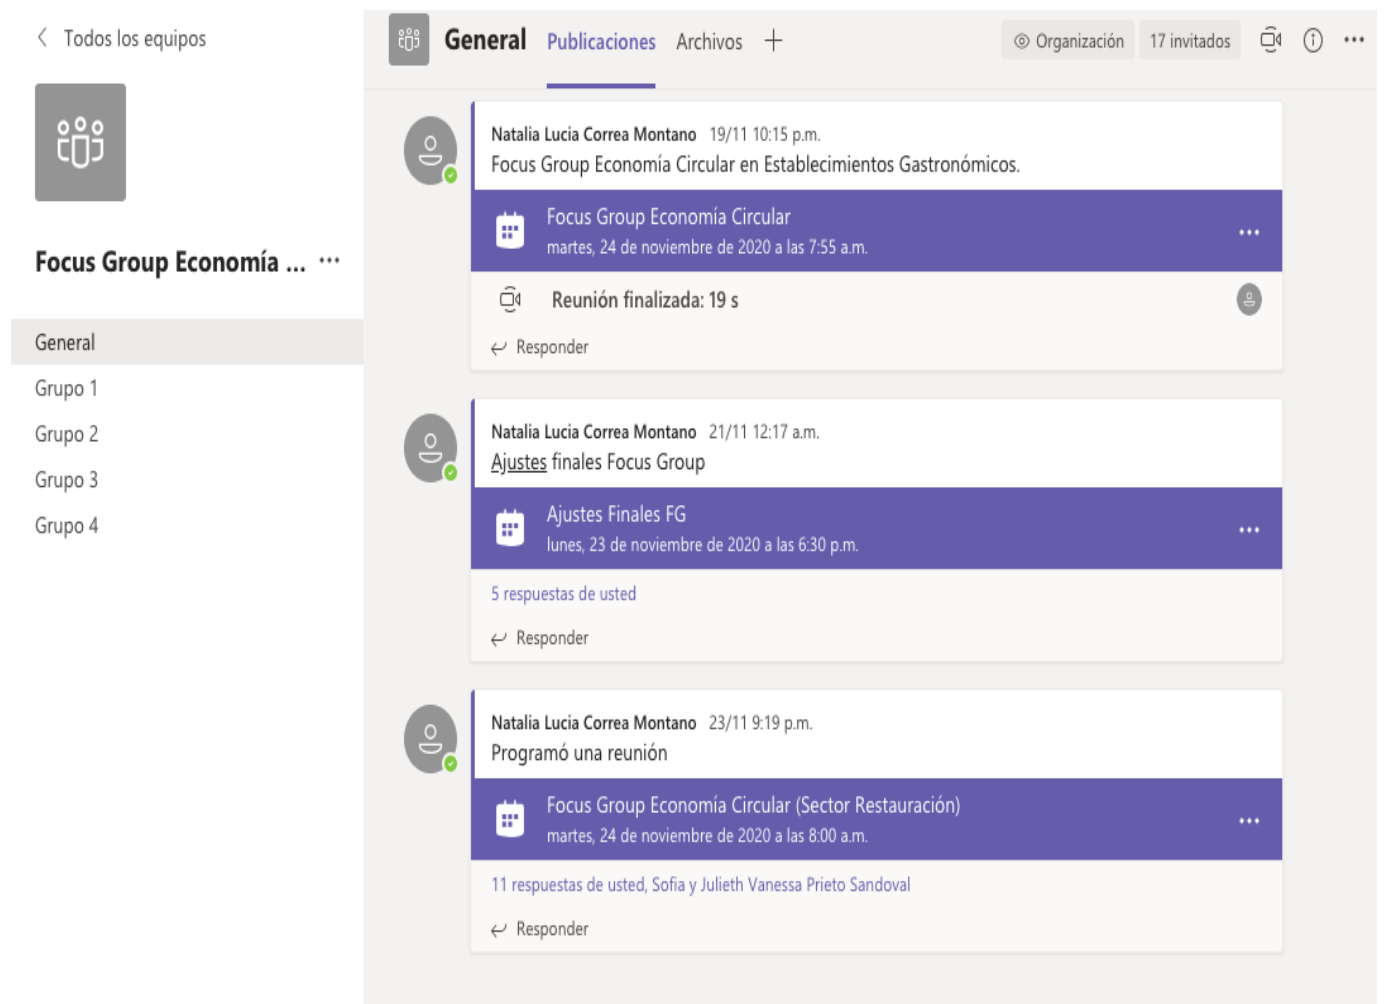 Todos los equipos
Focus Group Economía ...
General
Grupo 1
Grupo 2
Grupo 3
Grupo 4
General Publicaciones Archivos
Organización 17 invitados
Natalia Lucia Correa Montano 19/11 10:15 p.m.
Focus Group Economía Circular en Establecimientos Gastronómicos.
Focus Group Economía Circular
martes, 24 de noviembre de 2020 a las 7:55 a.m.
Reunión finalizada: 19 s
Responder
Natalia Lucia Correa Montano 21/11 12:17 a.m.
Ajustes finales Focus Group
Ajustes Finales FG
lunes, 23 de noviembre de 2020 a las 6:30 p.m.
5 respuestas de usted
Responder
Natalia Lucia Correa Montano 23/11 9:19 p.m.
Programó una reunión
Focus Group Economía Circular (Sector Restauración)
martes, 24 de noviembre de 2020 a las 8:00 a.m.
11 respuestas de usted, Sofia y Julieth Vanessa Prieto Sandoval
Responder